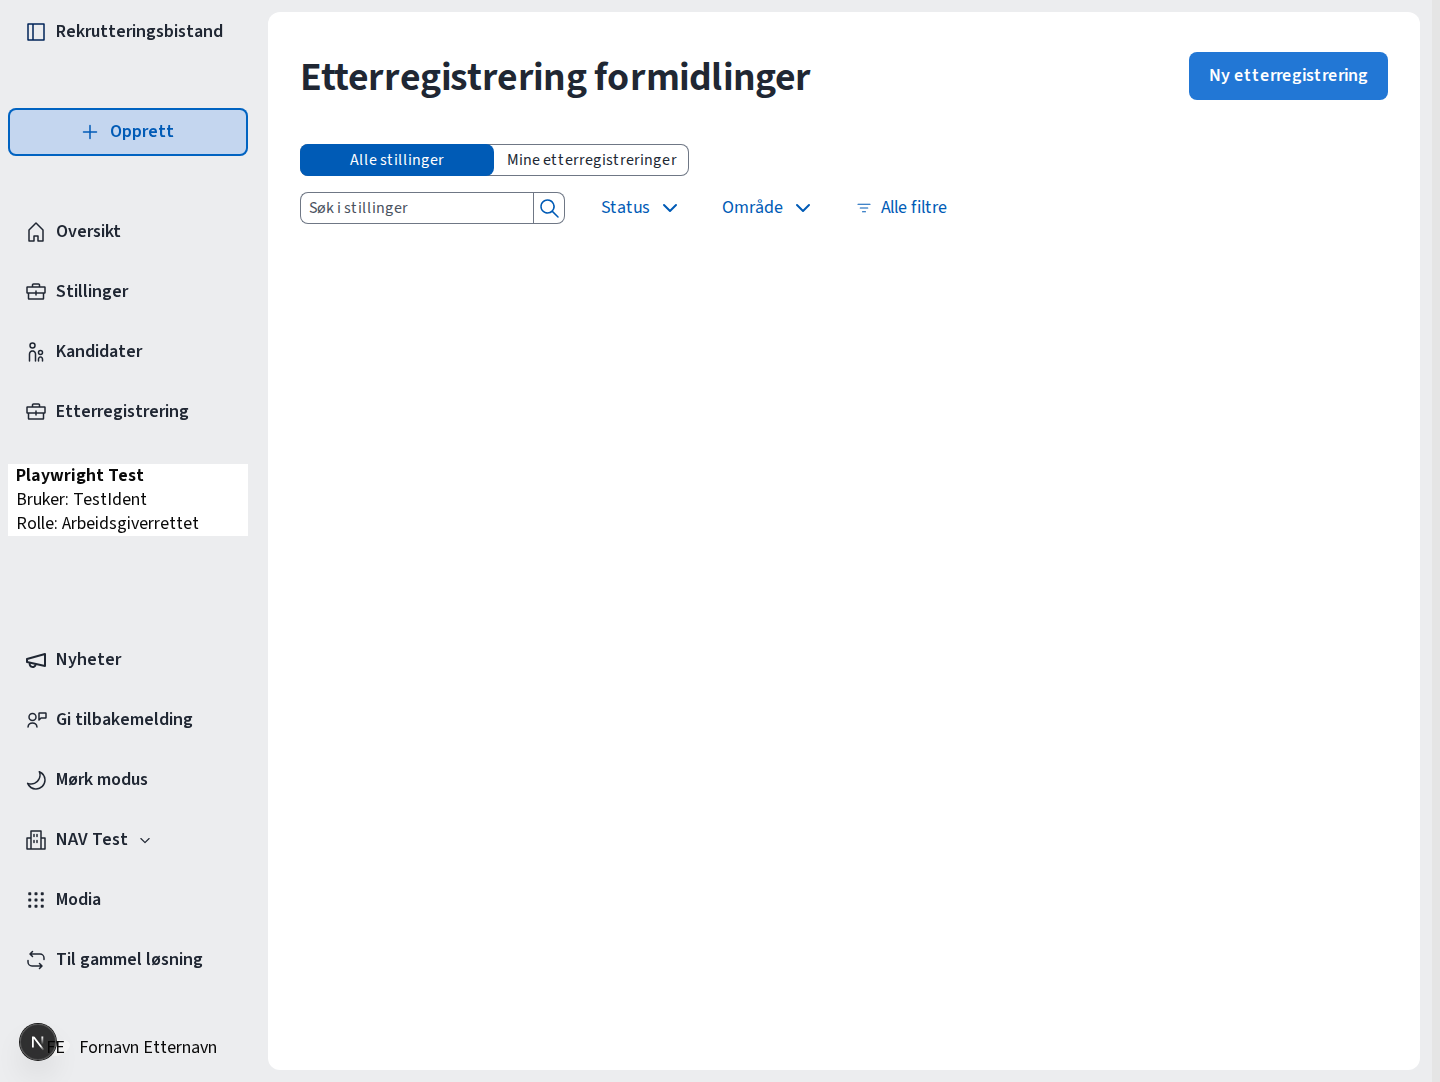 Rekrutteringsbistand
Opprett
Oversikt
Stillinger
Kandidater
Etterregistrering
Playwright Test
Bruker: TestIdent
Rolle: Arbeidsgiverrettet
Nyheter
Gi tilbakemelding
Mørk modus
NAV Test
Modia
Til gammel løsning
N
FE Fornavn Etternavn
Etterregistrering formidlinger
Ny etterregistrering
Alle stillinger Mine etterregistreringer
Søk i stillinger Status Område Alle filtre